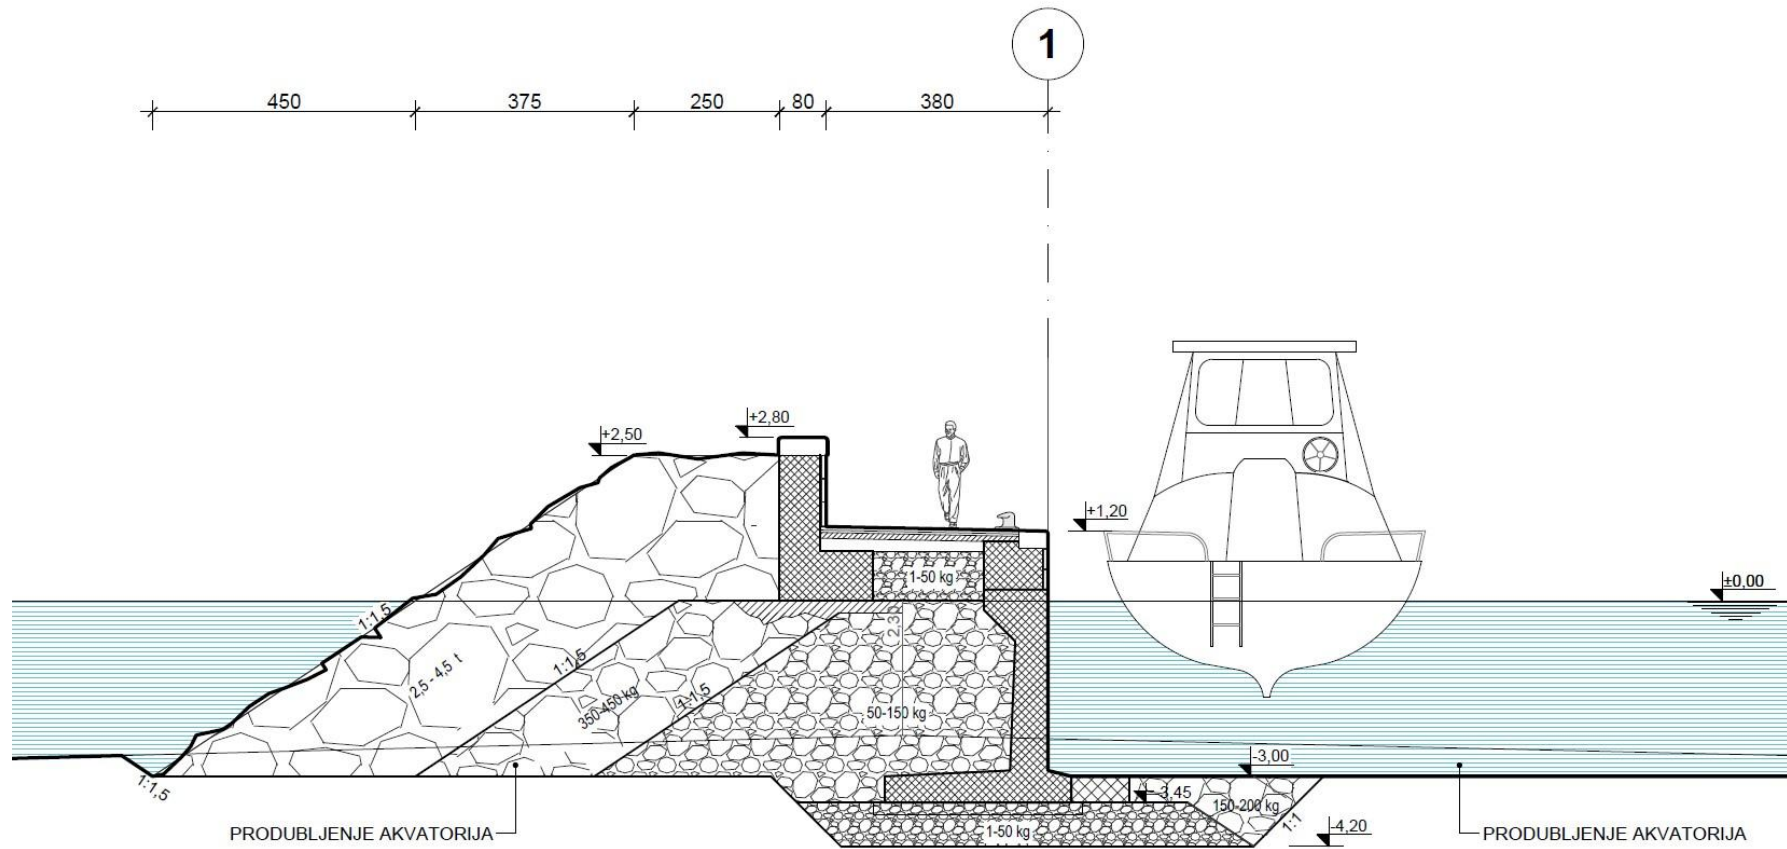 1
450 375 250 80 380
+2,80
+2,50
+1,20
±0,00
1-50 kg
1:1,5
2,30
1:1,5
2,5 - 4,5 t
350-450 kg
1:1,5
50-150 kg
-3,00
1:1,5
-3,45
150-200 kg
1:1
1-50 kg
-4,20
PRODUBLJENJE AKVATORIJA
PRODUBLJENJE AKVATORIJA